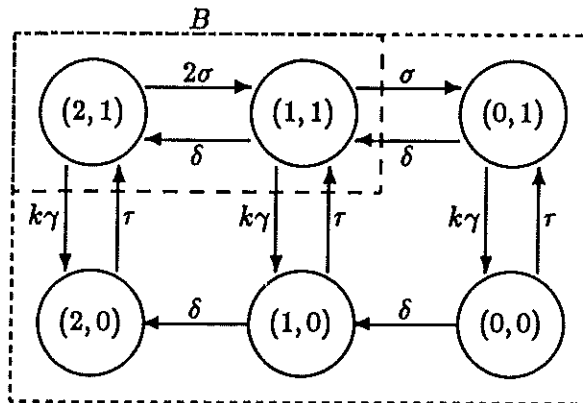 B
2σ σ
(2, 1) (1, 1) (0, 1)
δ δ
kγ τ kγ τ kγ τ
δ δ
(2, 0) (1, 0) (0, 0)